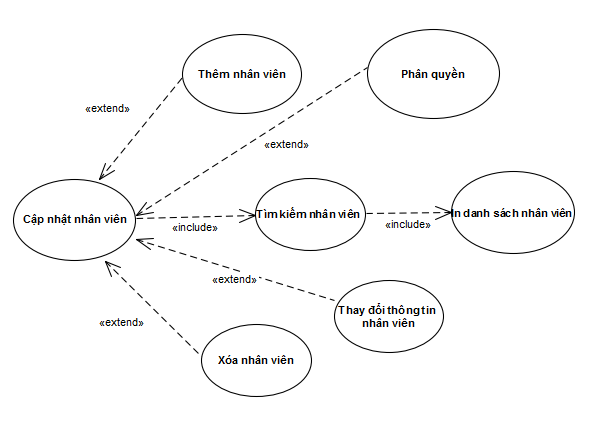 Thêm nhân viên
Phân quyền
«extend»
«extend»
Cập nhật nhân viên
Tìm kiếm nhân viên
In danh sách nhân viên
«include»
«include»
«extend»
Thay đổi thông tin
nhân viên
«extend»
Xóa nhân viên